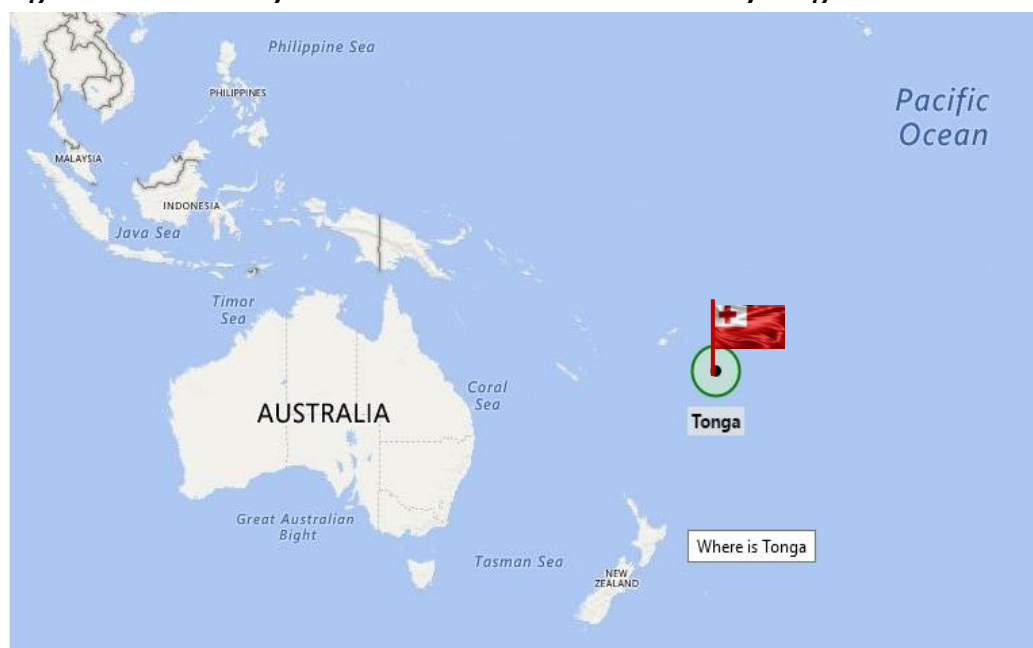 Philippine Sea
PHILIPPINES
Pacific
Ocean
MALAYSIA
INDONESIA
Java Sea
Timor
Sea
Coral
Sea
AUSTRALIA
Tonga
Great Australian
Bight
Where is Tonga
Tasman Sea
NEW
ZEALAND